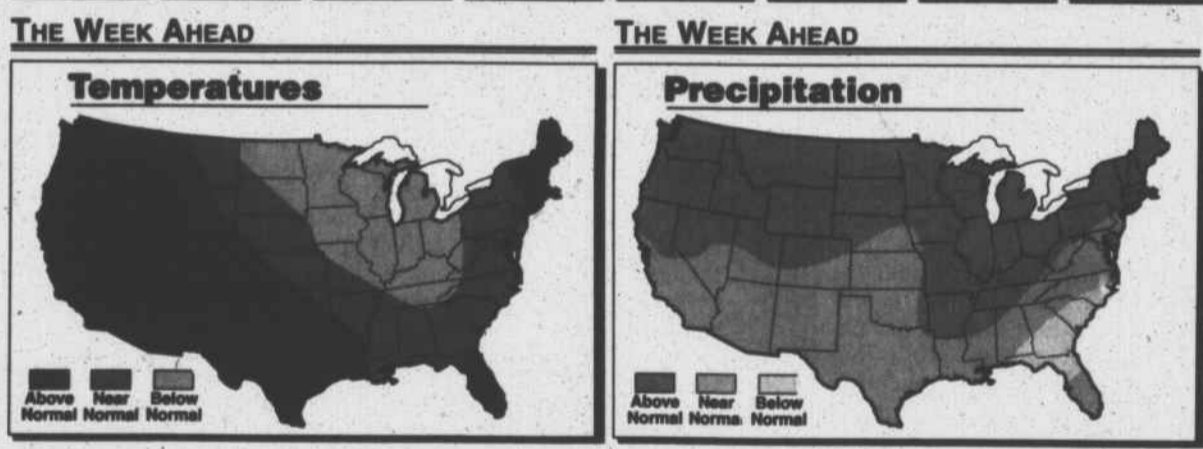 THE WEEK AHEAD
Temperatures
Above Normal
Near Normal
Below Normal
THE WEEK AHEAD
Precipitation
Above Normal
Near Norma
Below Normal